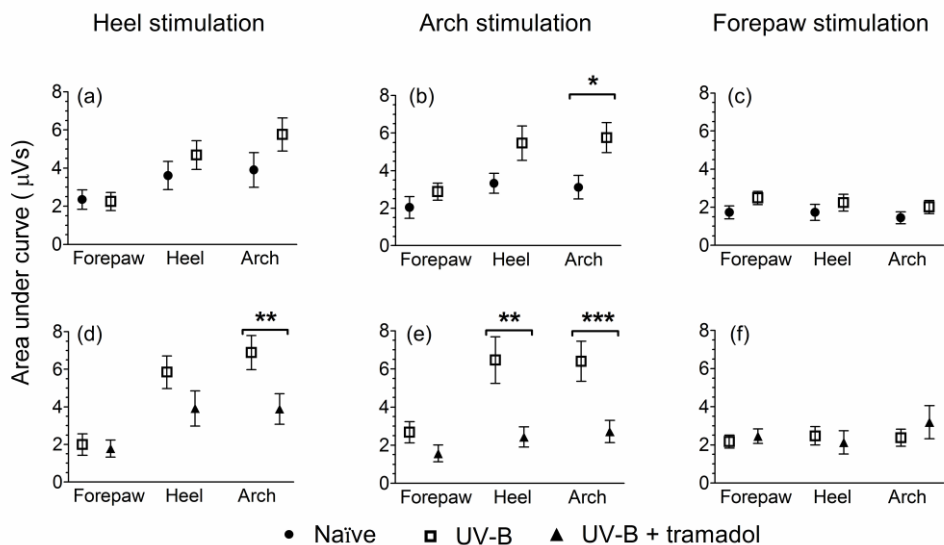 Heel stimulation Arch stimulation Forepaw stimulation
Area under curve ( μVs)
(a) (b) (c)
*
8 8 8
6 6 6
4 4 4
2 2 2
0 0 0
Forepaw Heel Arch Forepaw Heel Arch Forepaw Heel Arch
(d) (e) (f)
** ** ***
8 8 8
6 6 6
4 4 4
2 2 2
0 0 0
Forepaw Heel Arch Forepaw Heel Arch Forepaw Heel Arch
Naïve UV-B UV-B + tramadol